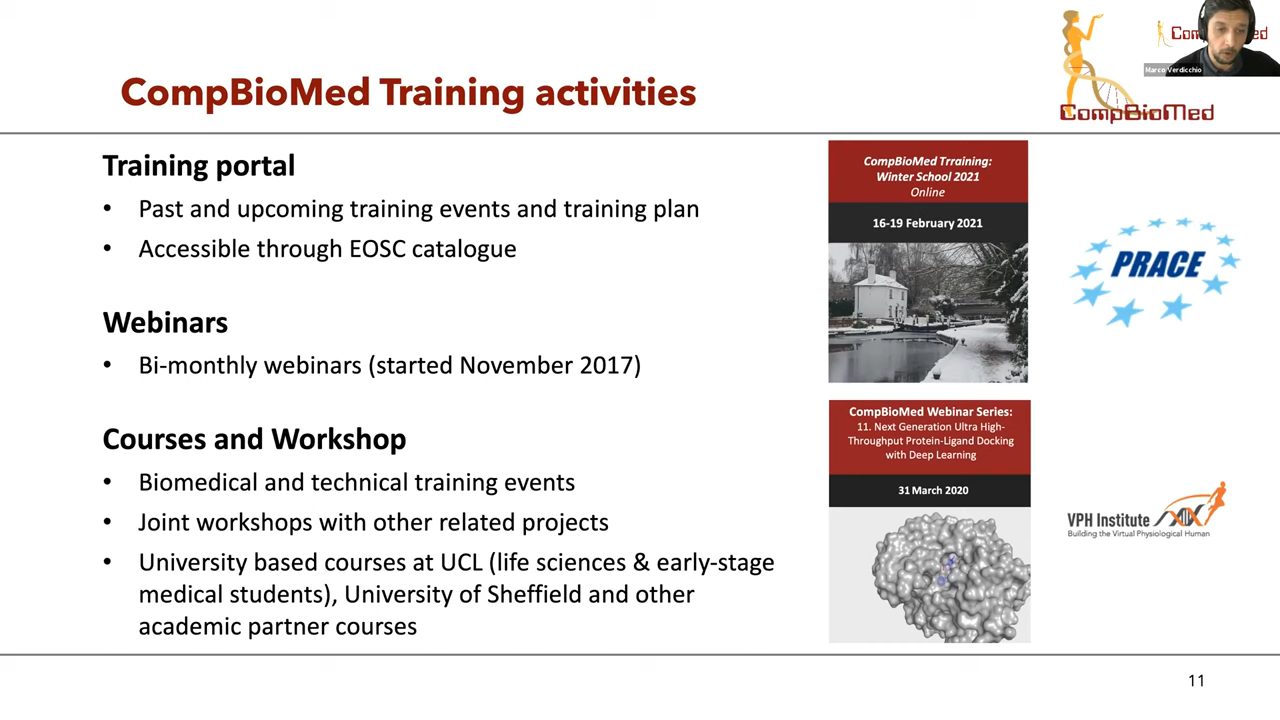 CompBioMed Training activities
Com
Marco Verdicchio
CompBioMed
Training portal
• Past and upcoming training events and training plan
• Accessible through EOSC catalogue
Webinars
• Bi-monthly webinars (started November 2017)
Courses and Workshop
• Biomedical and technical training events
• Joint workshops with other related projects
• University based courses at UCL (life sciences & early-stage
medical students), University of Sheffield and other
academic partner courses
CompBioMed Trraining:
Winter School 2021
Online
16-19 February 2021
PRACE
CompBioMed Webinar Series:
11. Next Generation Ultra High-
Throughput Protein-Ligand Docking
with Deep Learning
31 March 2020
VPH Institute
Building the Virtual Physiological Human
11